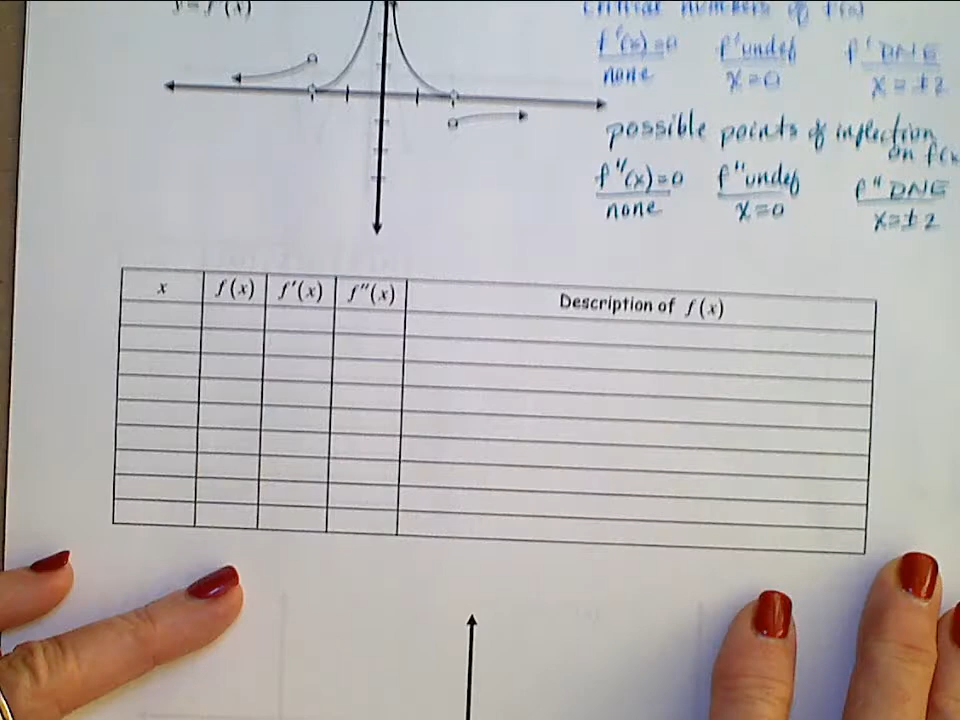 y = f'(x)
critical numbers of f(x)
f'(x)=0 f' undef f' DNE
none x=0 x=±2
possible points of inflection
on f(x
f''(x)=0 f'' undef f'' DNE
none x=0 x=±2
x f(x) f'(x) f''(x) Description of f(x)